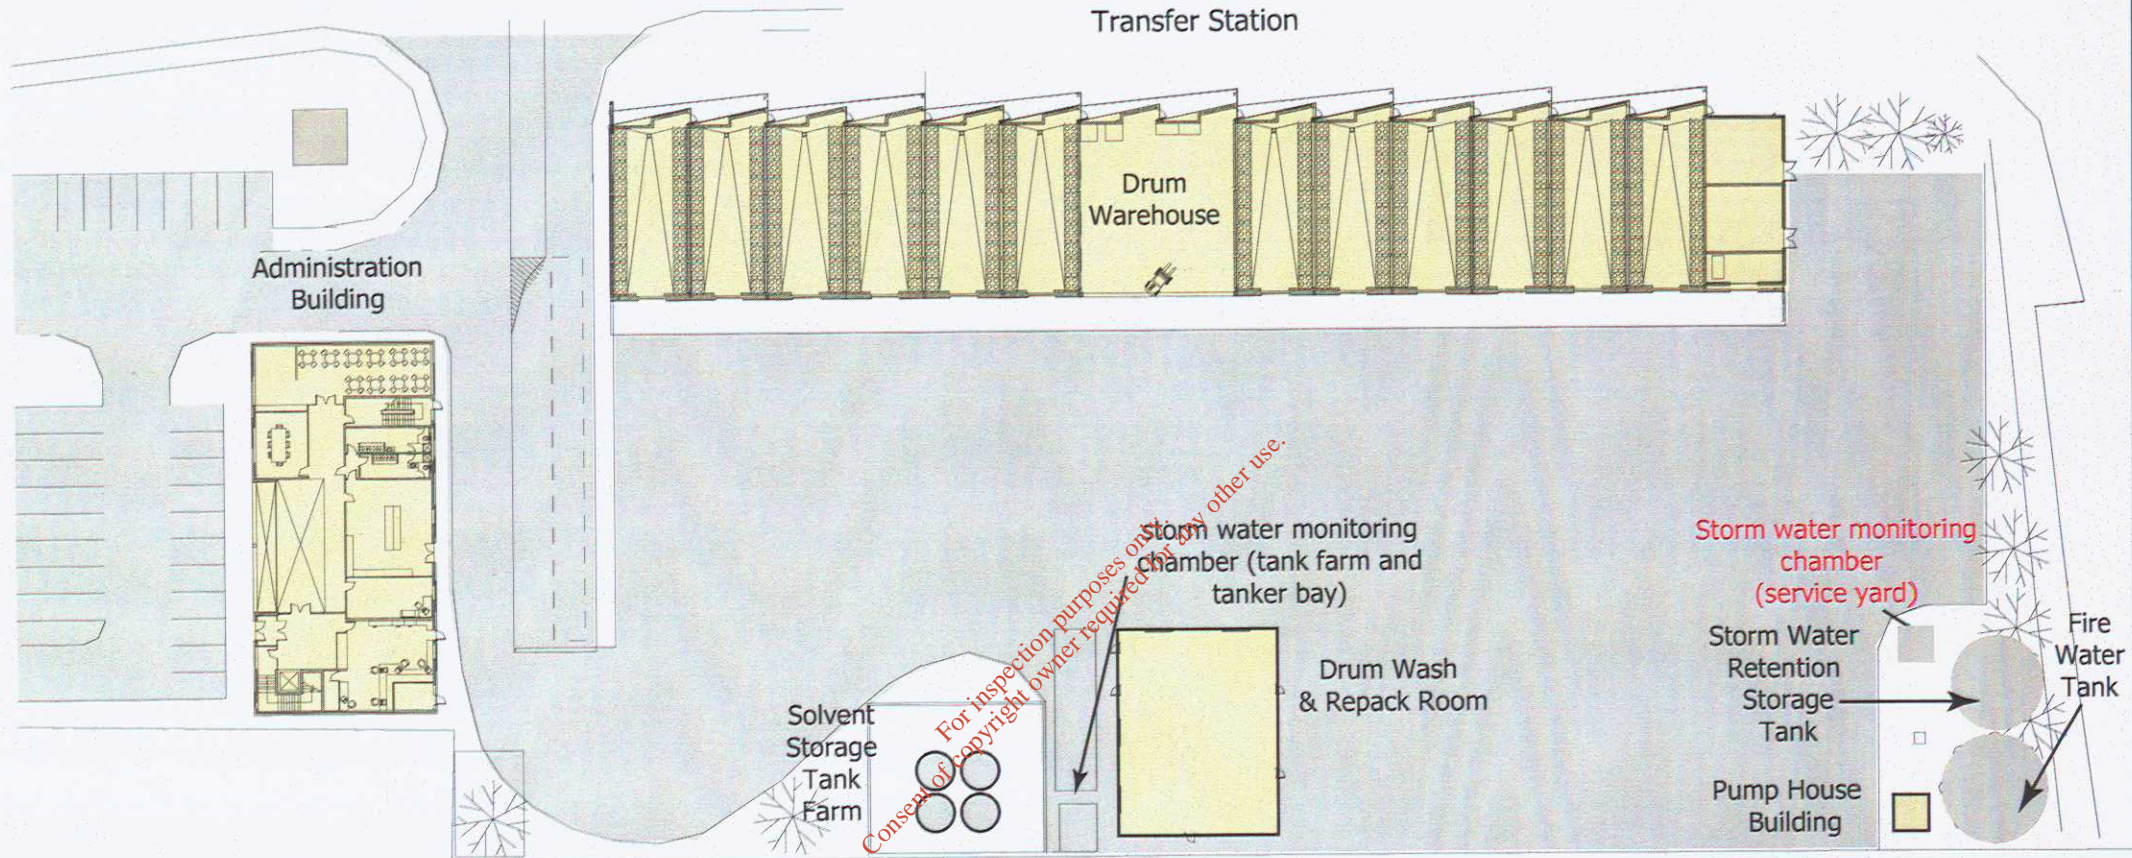 Transfer Station
Drum
Warehouse
Administration
Building
Storm water monitoring
chamber (tank farm and
tanker bay)
Storm water monitoring
chamber
(service yard)
Drum Wash
& Repack Room
Storm Water
Retention
Storage
Tank
Fire
Water
Tank
Solvent
Storage
Tank
Farm
Pump House
Building
For inspection purposes only.
Consent of copyright owner required for any other use.